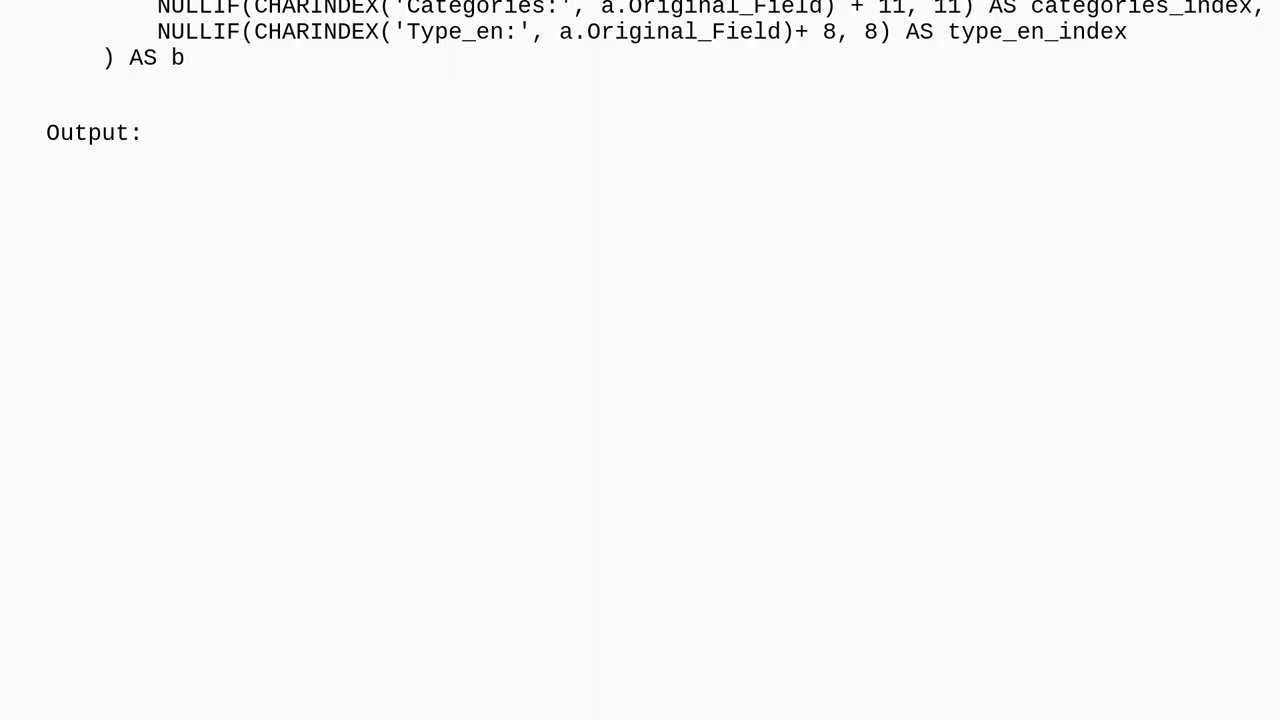 NULLIF(CHARINDEX('Categories:', a.Original_Field) + 11, 11) AS categories_index,
NULLIF(CHARINDEX('Type_en:', a.Original_Field)+ 8, 8) AS type_en_index
) AS b
Output: